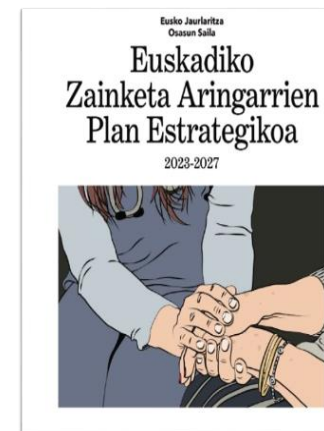 Eusko Jaurlaritza
Osasun Saila
Euskadiko
Zainketa Aringarrien
Plan Estrategikoa
2023-2027